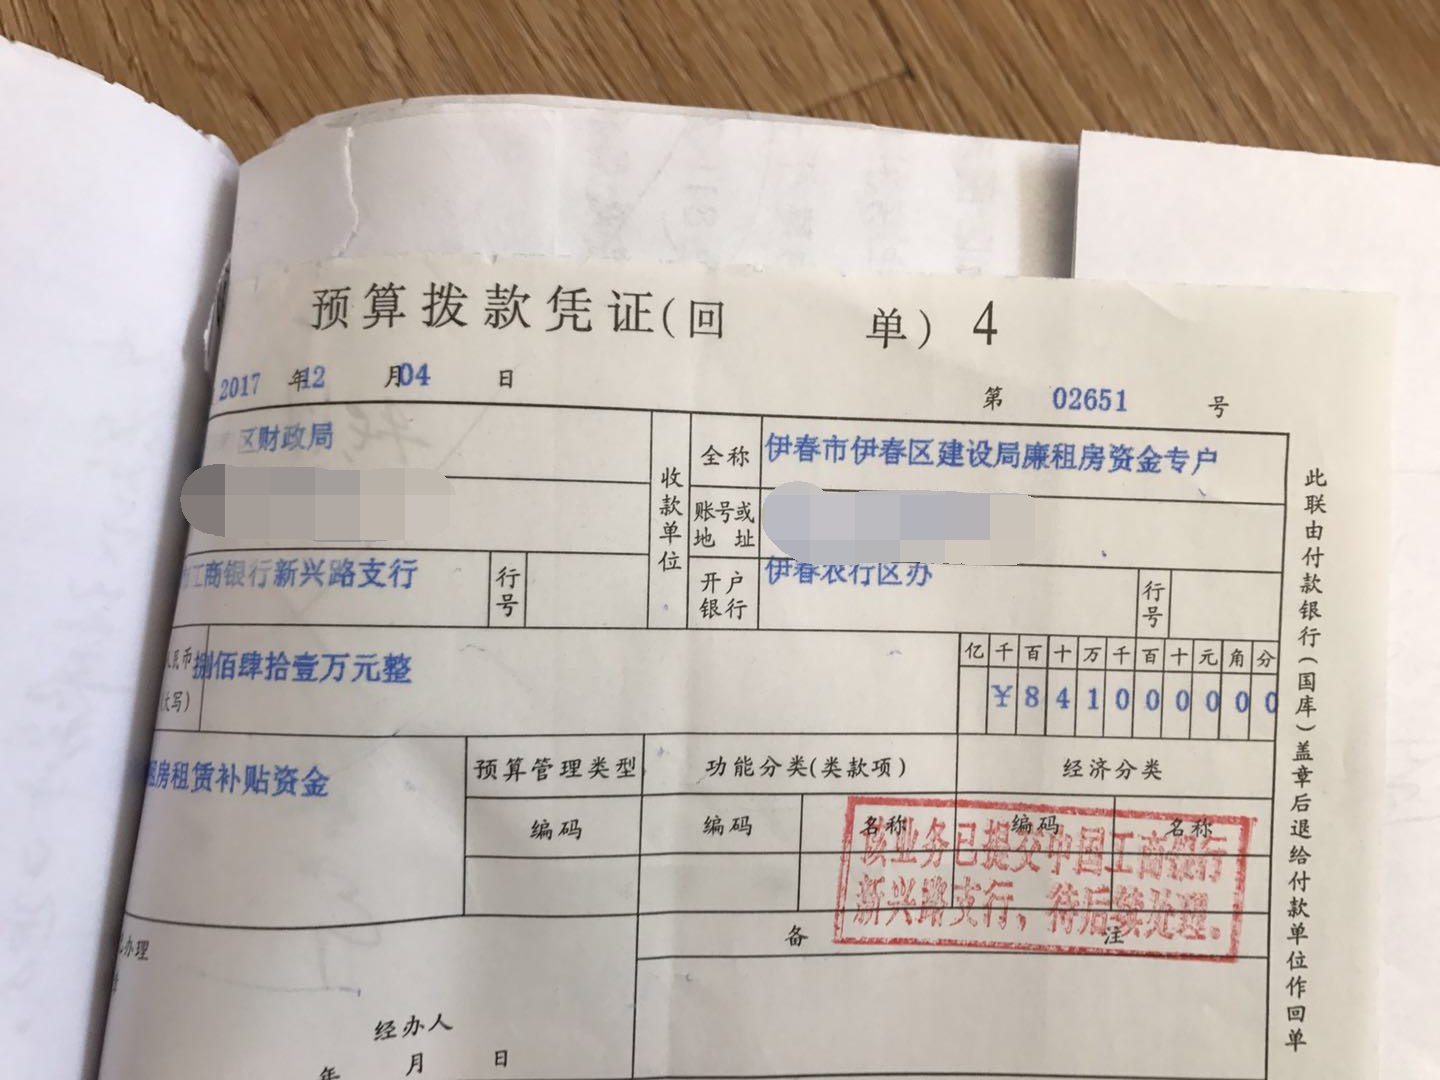 预算拨款凭证(回 单) 4
2017 年12 月04 日
第 02651 号
区财政局
收款单位
全称 伊春市伊春区建设局廉租房资金专户
账号或地址
工商银行新兴路支行 行号
开户银行 伊春农行区办 行号
人民币 捌佰肆拾壹万元整
(大写)
亿 千 百 十 万 千 百 十 元 角 分
¥ 8 4 1 0 0 0 0 0 0
房租赁补贴资金
预算管理类型 功能分类(类款项) 经济分类
编码 编码 名称 编码 名称
该业务已提交中国工商银行
新兴路支行，待后续处理。
备 注
办理
经办人
年 月 日
此联由付款银行(国库)盖章后退给付款单位作回单